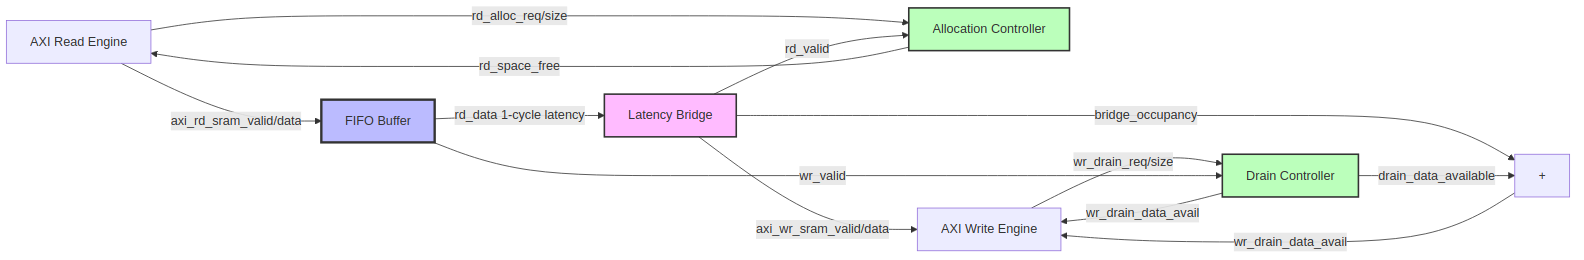 rd_alloc_req/size
AXI Read Engine
Allocation Controller
rd_valid
rd_space_free
axi_rd_sram_valid/data
FIFO Buffer
rd_data 1-cycle latency
Latency Bridge
bridge_occupancy
wr_drain_req/size
wr_valid
Drain Controller
drain_data_available
+
wr_drain_data_avail
axi_wr_sram_valid/data
AXI Write Engine
wr_drain_data_avail